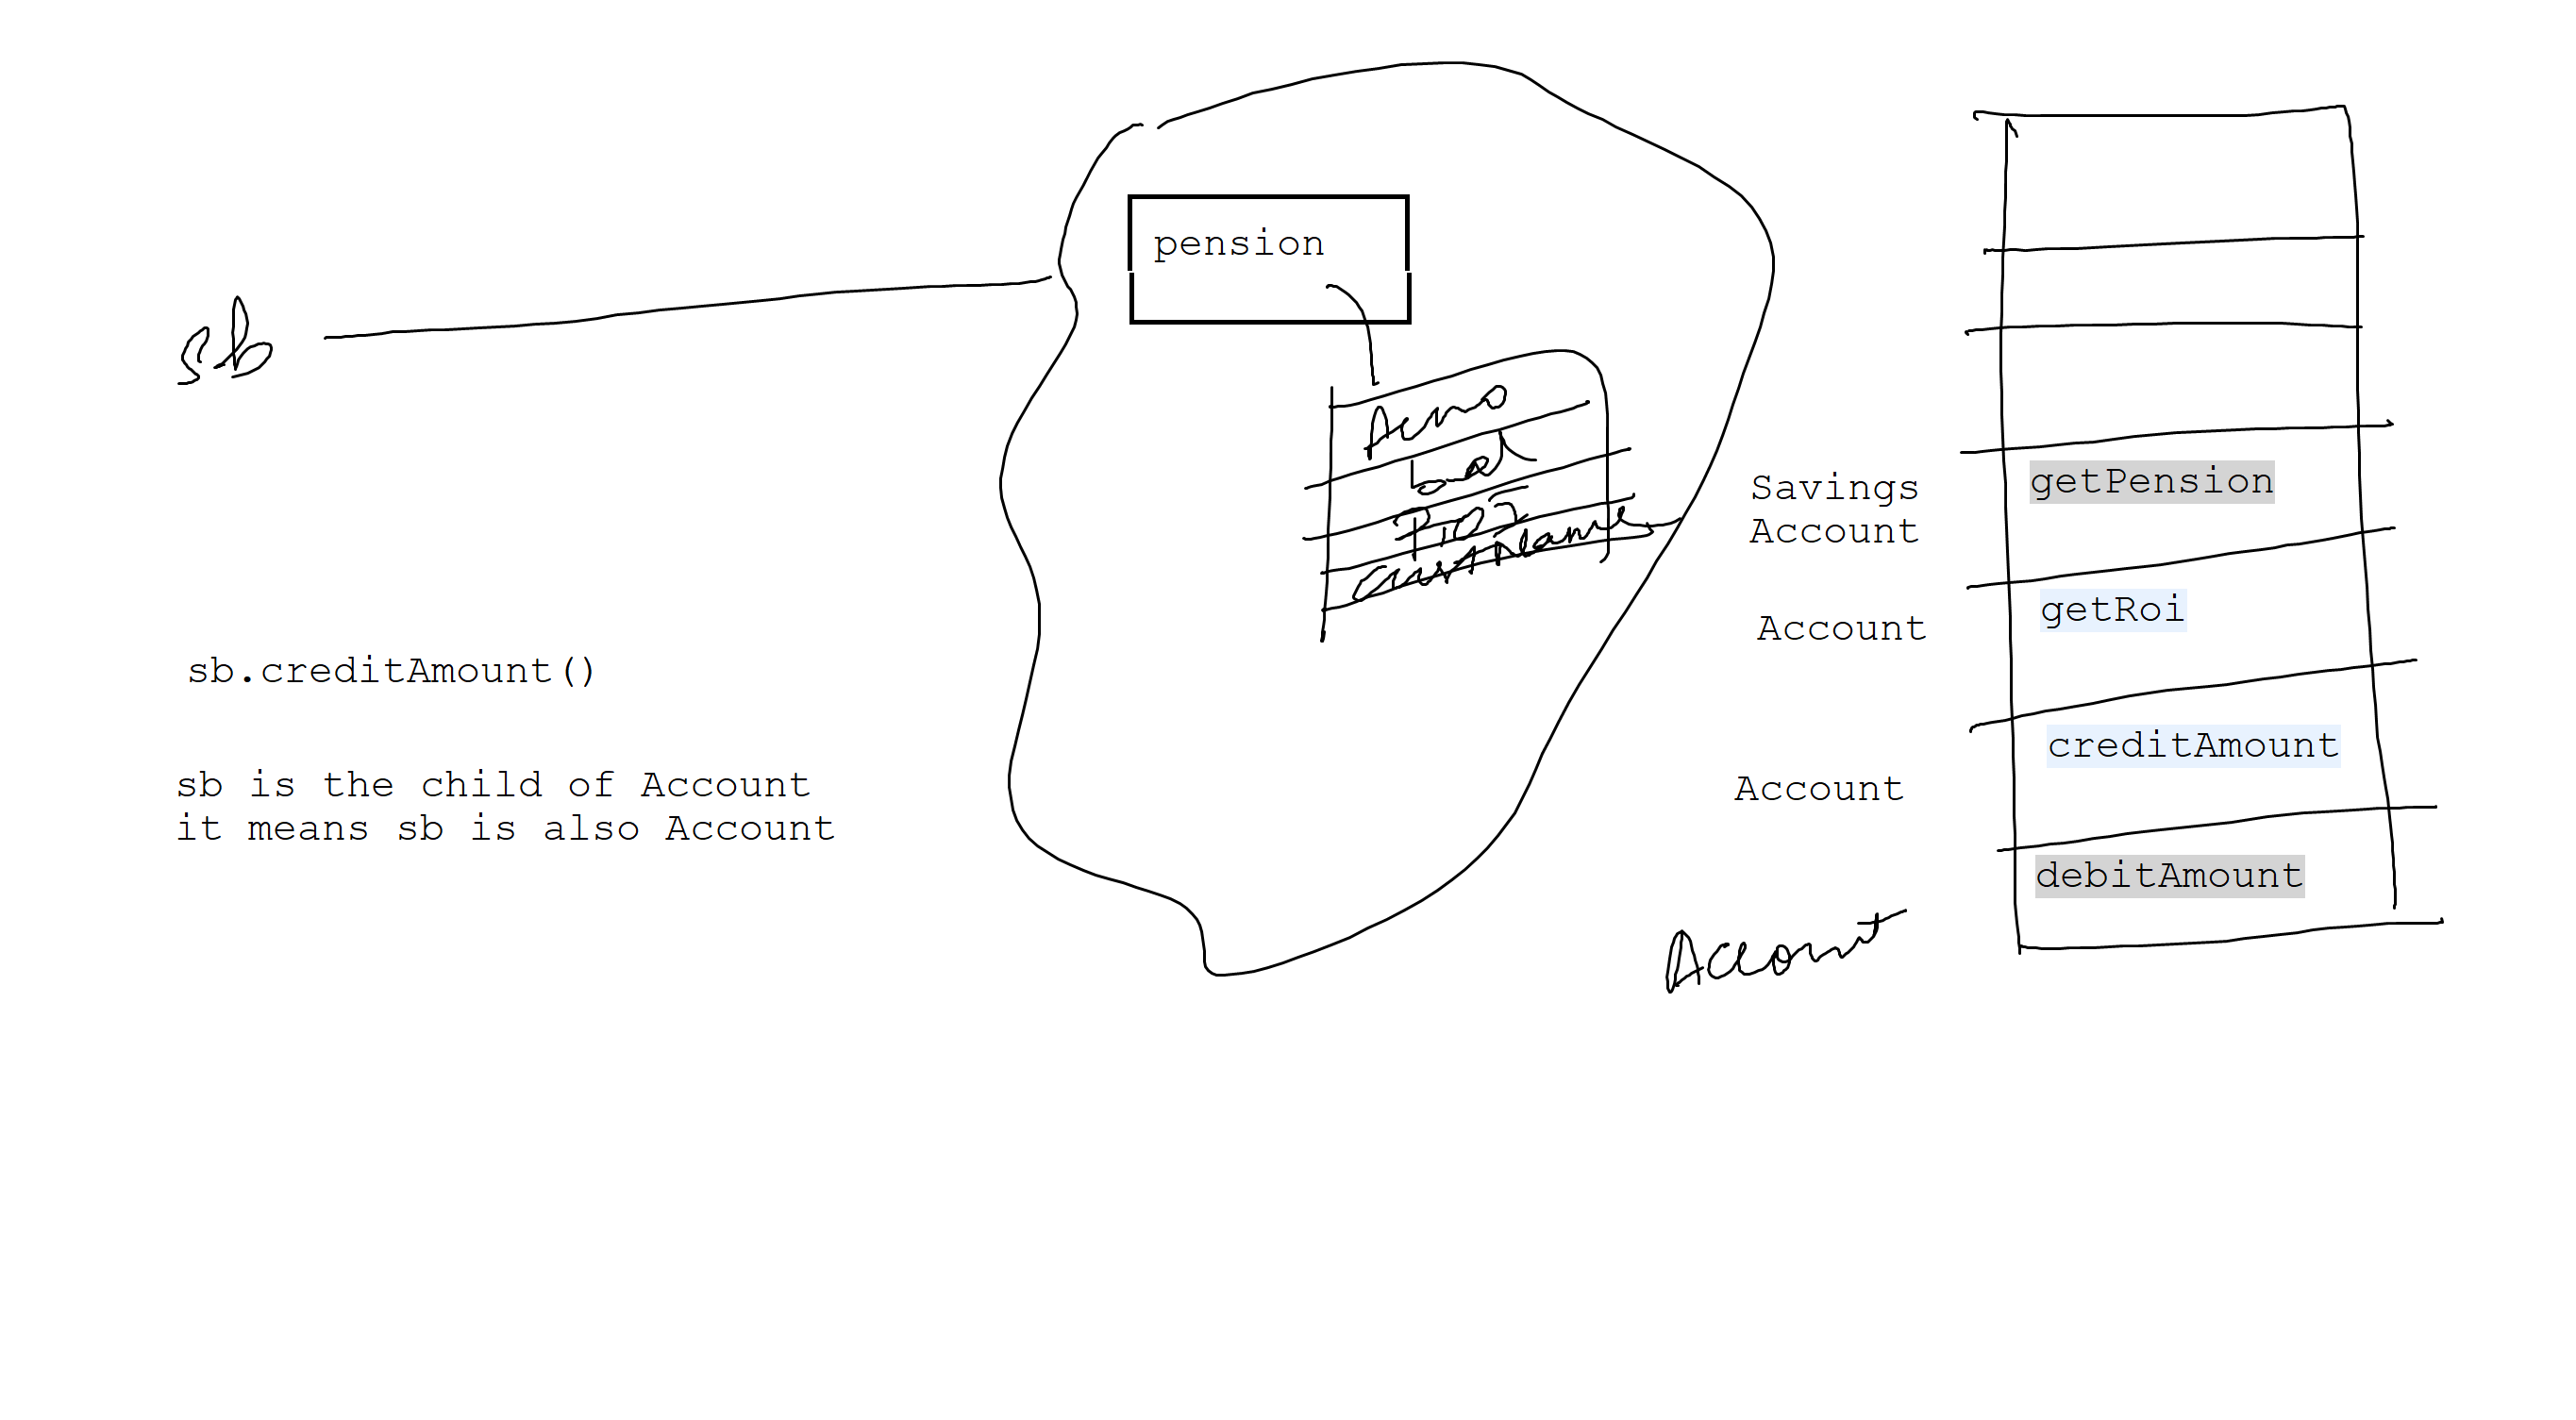 sb
pension
Acno
bal
Roi
custName
sb.creditAmount()
sb is the child of Account
it means sb is also Account
Savings
Account
getPension
Account
getRoi
Account
creditAmount
Account
debitAmount